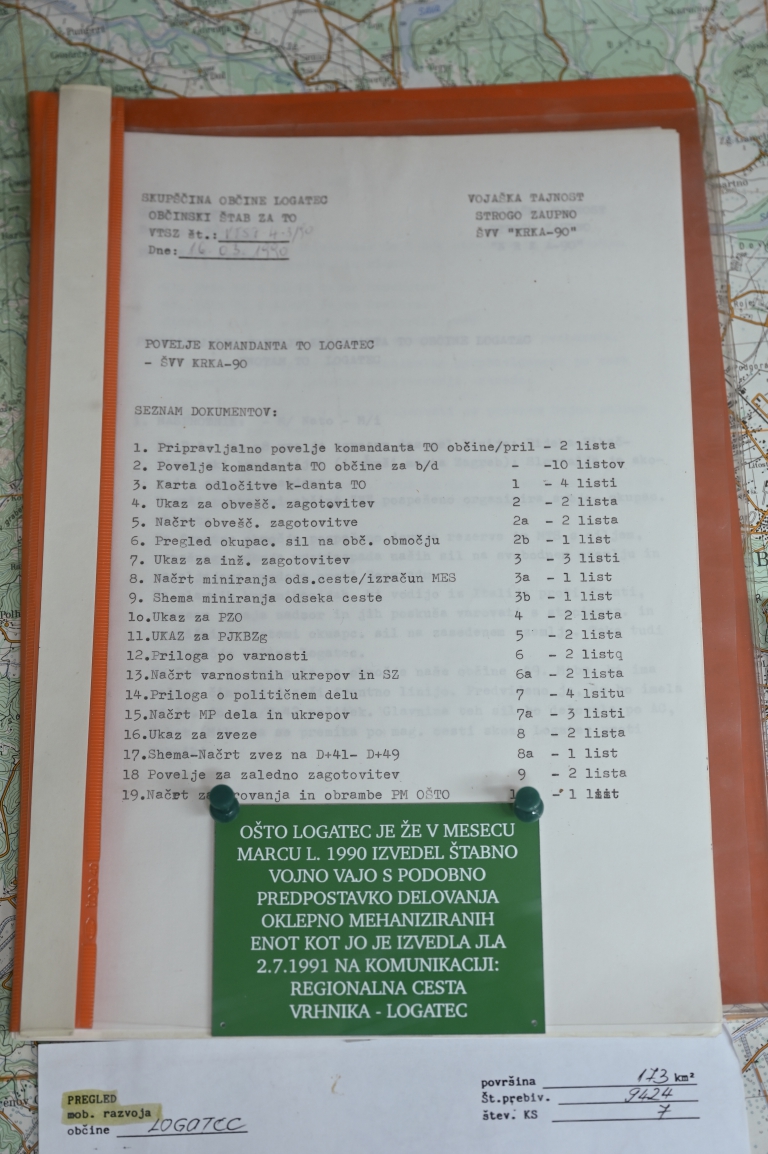 SKUPŠČINA OBČINE LOGATEC
OBČINSKI ŠTAB ZA TO
VTSZ št.:
Dne: 16 03. 1990
VOJAŠKA TAJNOST
STROGO ZAUPNO
ŠVV "KRKA-90"
POVELJE KOMANDANTA TO LOGATEC
- ŠVV KRKA-90
SEZNAM DOKUMENTOV:
1. Pripravljalno povelje komandanta TO občine/pril - 2 lista
2. Povelje komandanta TO občine za b/d - -10 listov
3. Karta odločitve k-danta TO 1 - 4 listi
4. Ukaz za obvešč. zagotovitev 2 - 2 lista
5. Načrt obvešč. zagotovitve 2a - 2 lista
6. Pregled okupac. sil na obč. območju 2b - 1 list
7. Ukaz za inž. zagotovitev 3 - 3 listi
8. Načrt miniranja ods.ceste/izračun MES 3a - 1 list
9. Shema miniranja odseka ceste 3b - 1 list
1o.Ukaz za PZO 4 - 2 lista
11.UKAZ za PJKBZg 5 - 2 lista
12.Priloga po varnosti 6 - 2 listq
13.Načrt varnostnih ukrepov in SZ 6a - 2 lista
14.Priloga o političnem delu 7 - 4 lsitu
15.Načrt MP dela in ukrepov 7a - 3 listi
16.Ukaz za zveze 8 - 2 lista
17.Shema-Načrt zvez na D+41- D+49 8a - 1 list
18 Povelje za zaledno zagotovitev 9 - 2 lista
19.Načrt in obrambe PM OŠTO - 1 list
OŠTO LOGATEC JE ŽE V MESECU
MARCU L. 1990 IZVEDEL ŠTABNO
VOJNO VAJO S PODOBNO
PREDPOSTAVKO DELOVANJA
OKLEPNO MEHANIZIRANIH
ENOT KOT JO JE IZVEDLA JLA
2.7.1991 NA KOMUNIKACIJI:
REGIONALNA CESTA
VRHNIKA - LOGATEC
PREGLED
mob. razvoja
občine LOGATEC
površina 173 km²
Št.prebiv. 9424
štev. KS 7